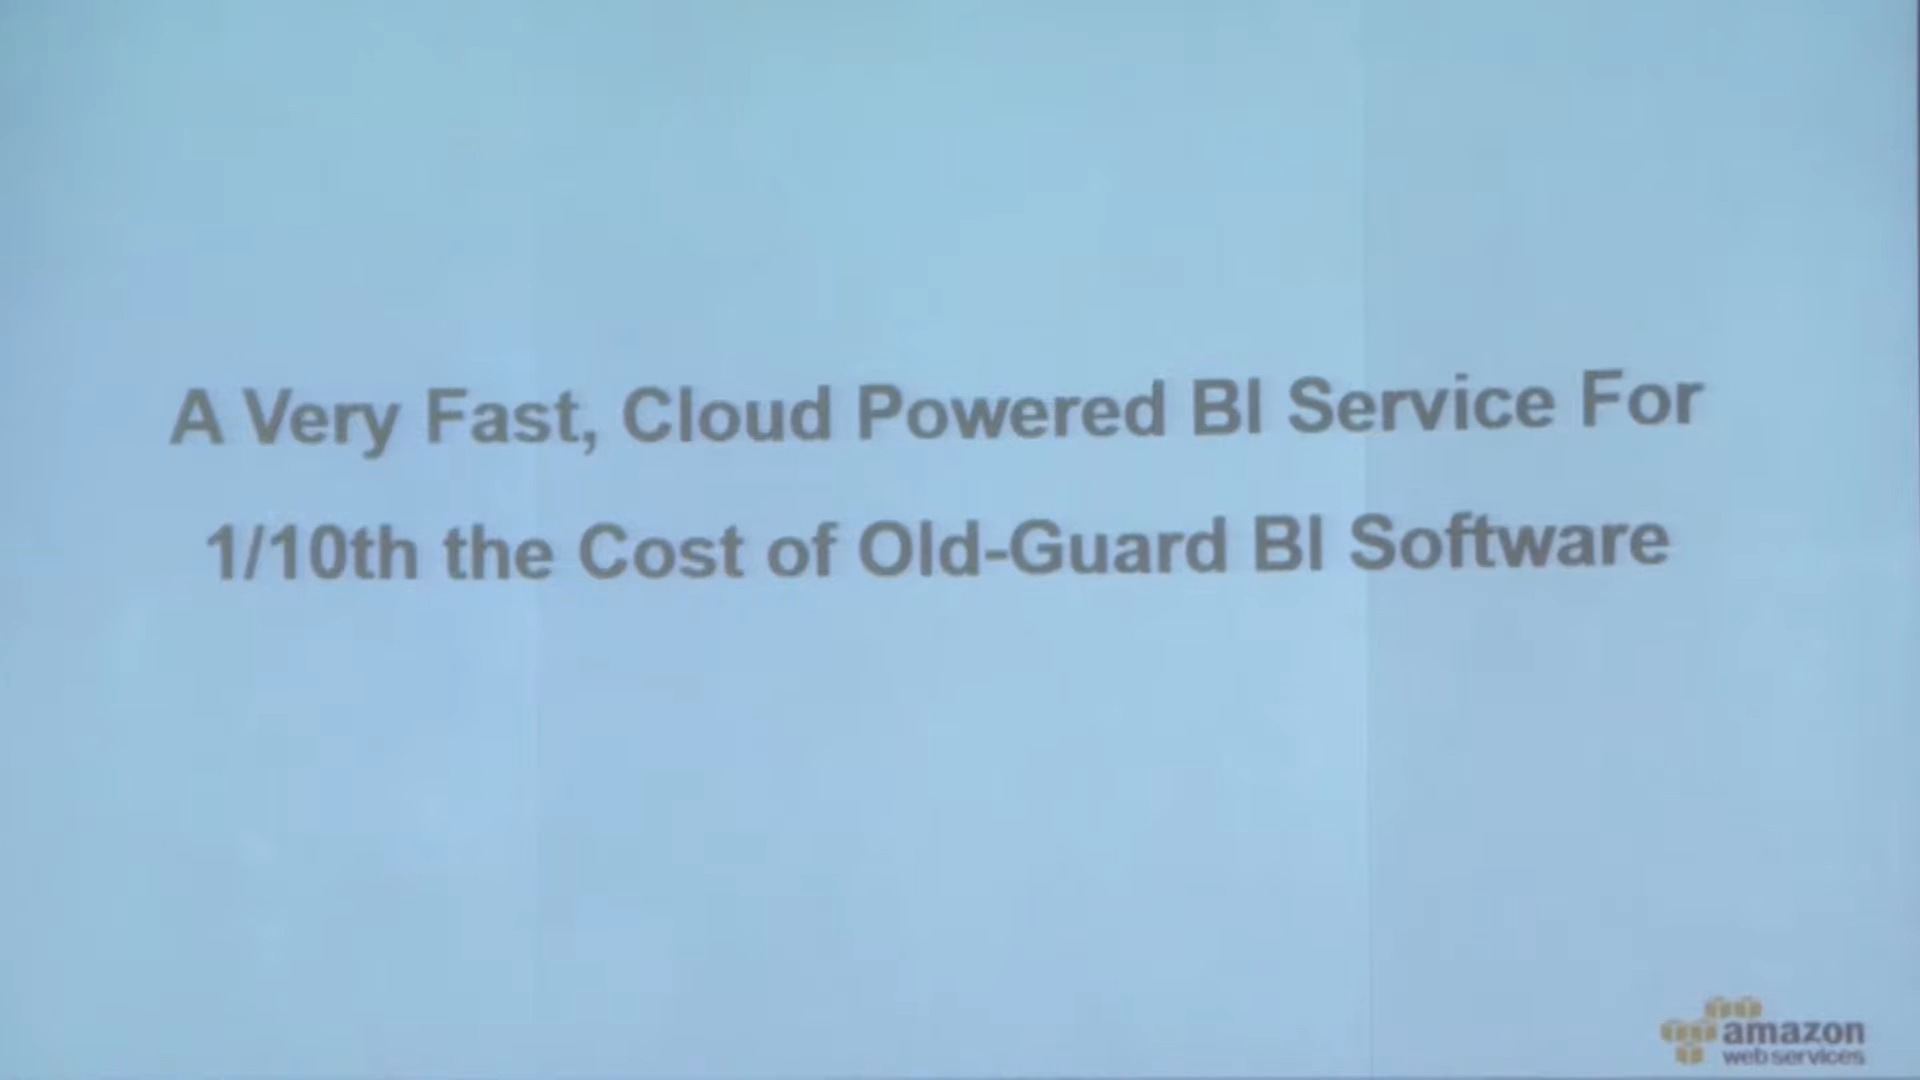 A Very Fast, Cloud Powered BI Service For
1/10th the Cost of Old-Guard BI Software
amazon
web services